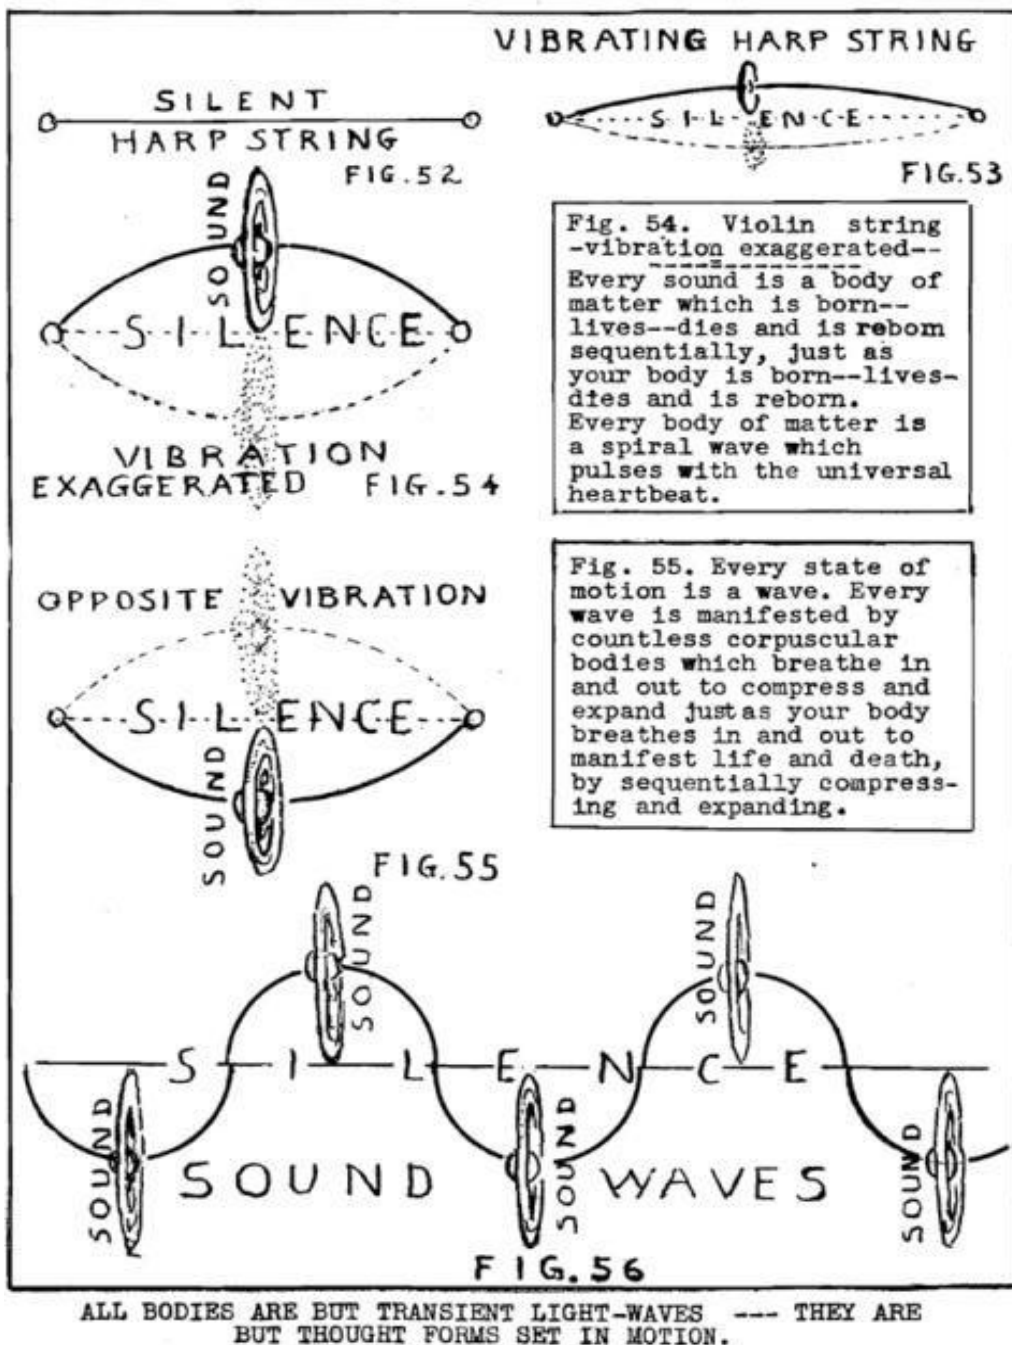 VIBRATING HARP STRING
SILENT
HARP STRING
FIG.52
S-I-L-ENCE
FIG.53
SOUND
SILENCE
VIBRATION
EXAGGERATED FIG.54
Fig. 54. Violin string
-vibration exaggerated--
Every sound is a body of
matter which is born--
lives--dies and is reborn
sequentially, just as
your body is born--lives-
dies and is reborn.
Every body of matter is
a spiral wave which
pulses with the universal
heartbeat.
OPPOSITE VIBRATION
SILENCE
SOUND
FIG.55
Fig. 55. Every state of
motion is a wave. Every
wave is manifested by
countless corpuscular
bodies which breathe in
and out to compress and
expand just as your body
breathes in and out to
manifest life and death,
by sequentially compress-
ing and expanding.
SOUND
SOUND
SILENCE
SOUND
SOUND
SOUND
SOUND WAVES
FIG.56
ALL BODIES ARE BUT TRANSIENT LIGHT-WAVES --- THEY ARE
BUT THOUGHT FORMS SET IN MOTION.